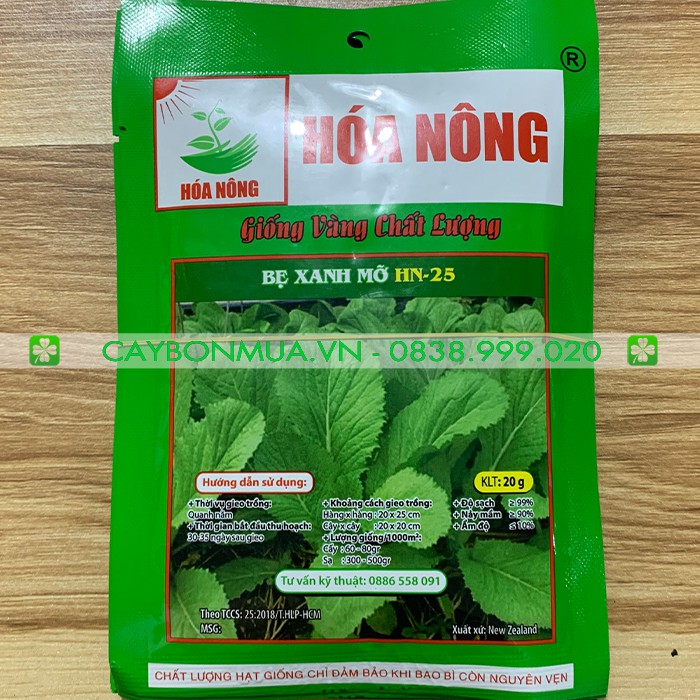 ®
HÓA NÔNG
HÓA NÔNG
Giống Vàng Chất Lượng
BẸ XANH MỠ HN-25
CAYBONMUA.VN - 0838.999.020
Hướng dẫn sử dụng:
KLT: 20 g
+ Thời vụ gieo trồng:
Quanh năm
+ Thời gian bắt đầu thu hoạch:
30-35 ngày sau gieo
+ Khoảng cách gieo trồng:
Hàng x hàng : 20 x 25 cm
Cây x cây : 20 x 20 cm
+ Lượng giống/1000m²:
Cấy : 60 - 80gr
Sạ : 300 - 500gr
+ Độ sạch ≥ 99%
+ Nảy mầm ≥ 90%
+ Ẩm độ ≤ 10%
Tư vấn kỹ thuật: 0886 558 091
Theo TCCS: 25:2018/T.HLP-HCM
MSG:
Xuất xứ: New Zealand
CHẤT LƯỢNG HẠT GIỐNG CHỈ ĐẢM BẢO KHI BAO BÌ CÒN NGUYÊN VẸN